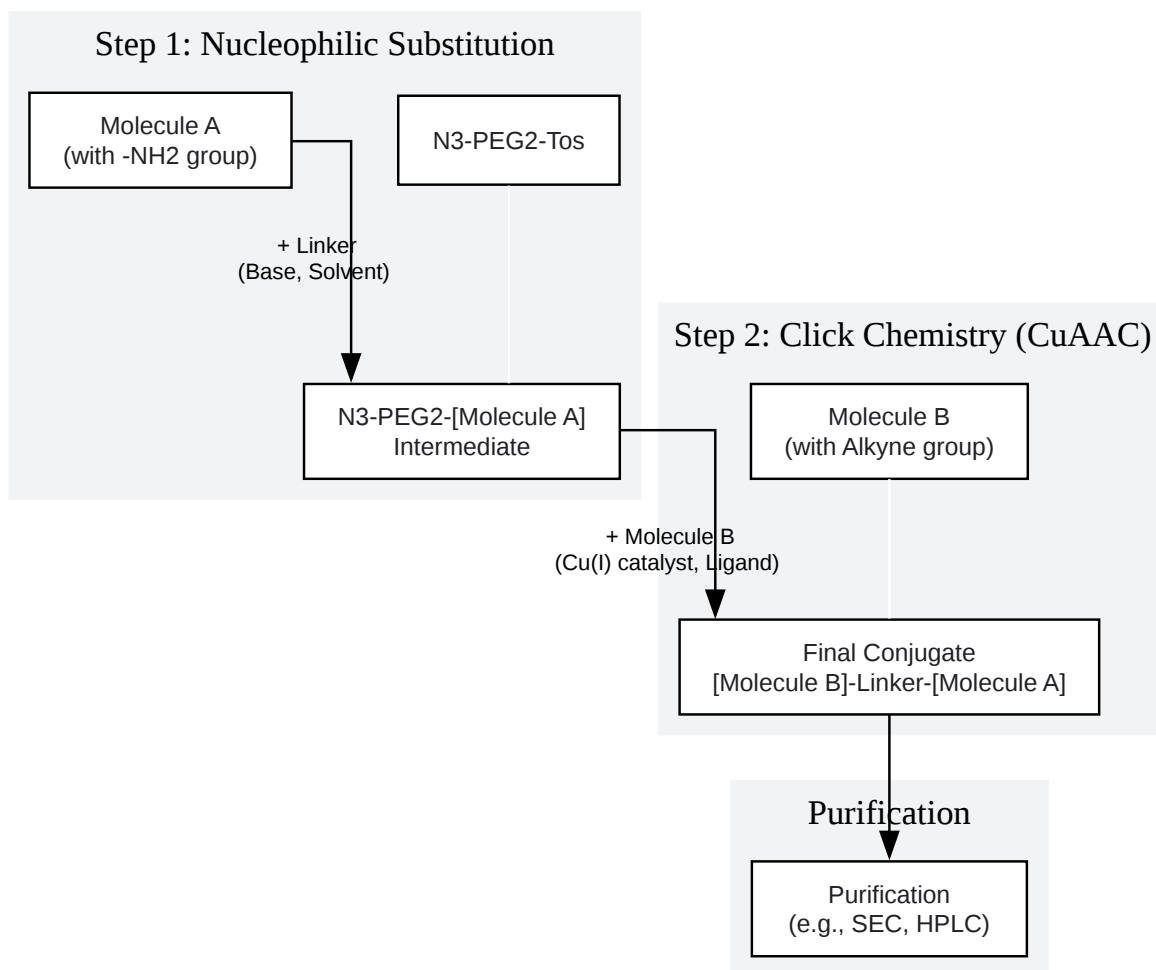 Step 1: Nucleophilic Substitution
Molecule A
(with -NH2 group)
N3-PEG2-Tos
+ Linker
(Base, Solvent)
N3-PEG2-[Molecule A]
Intermediate
Step 2: Click Chemistry (CuAAC)
Molecule B
(with Alkyne group)
+ Molecule B
(Cu(I) catalyst, Ligand)
Final Conjugate
[Molecule B]-Linker-[Molecule A]
Purification
Purification
(e.g., SEC, HPLC)